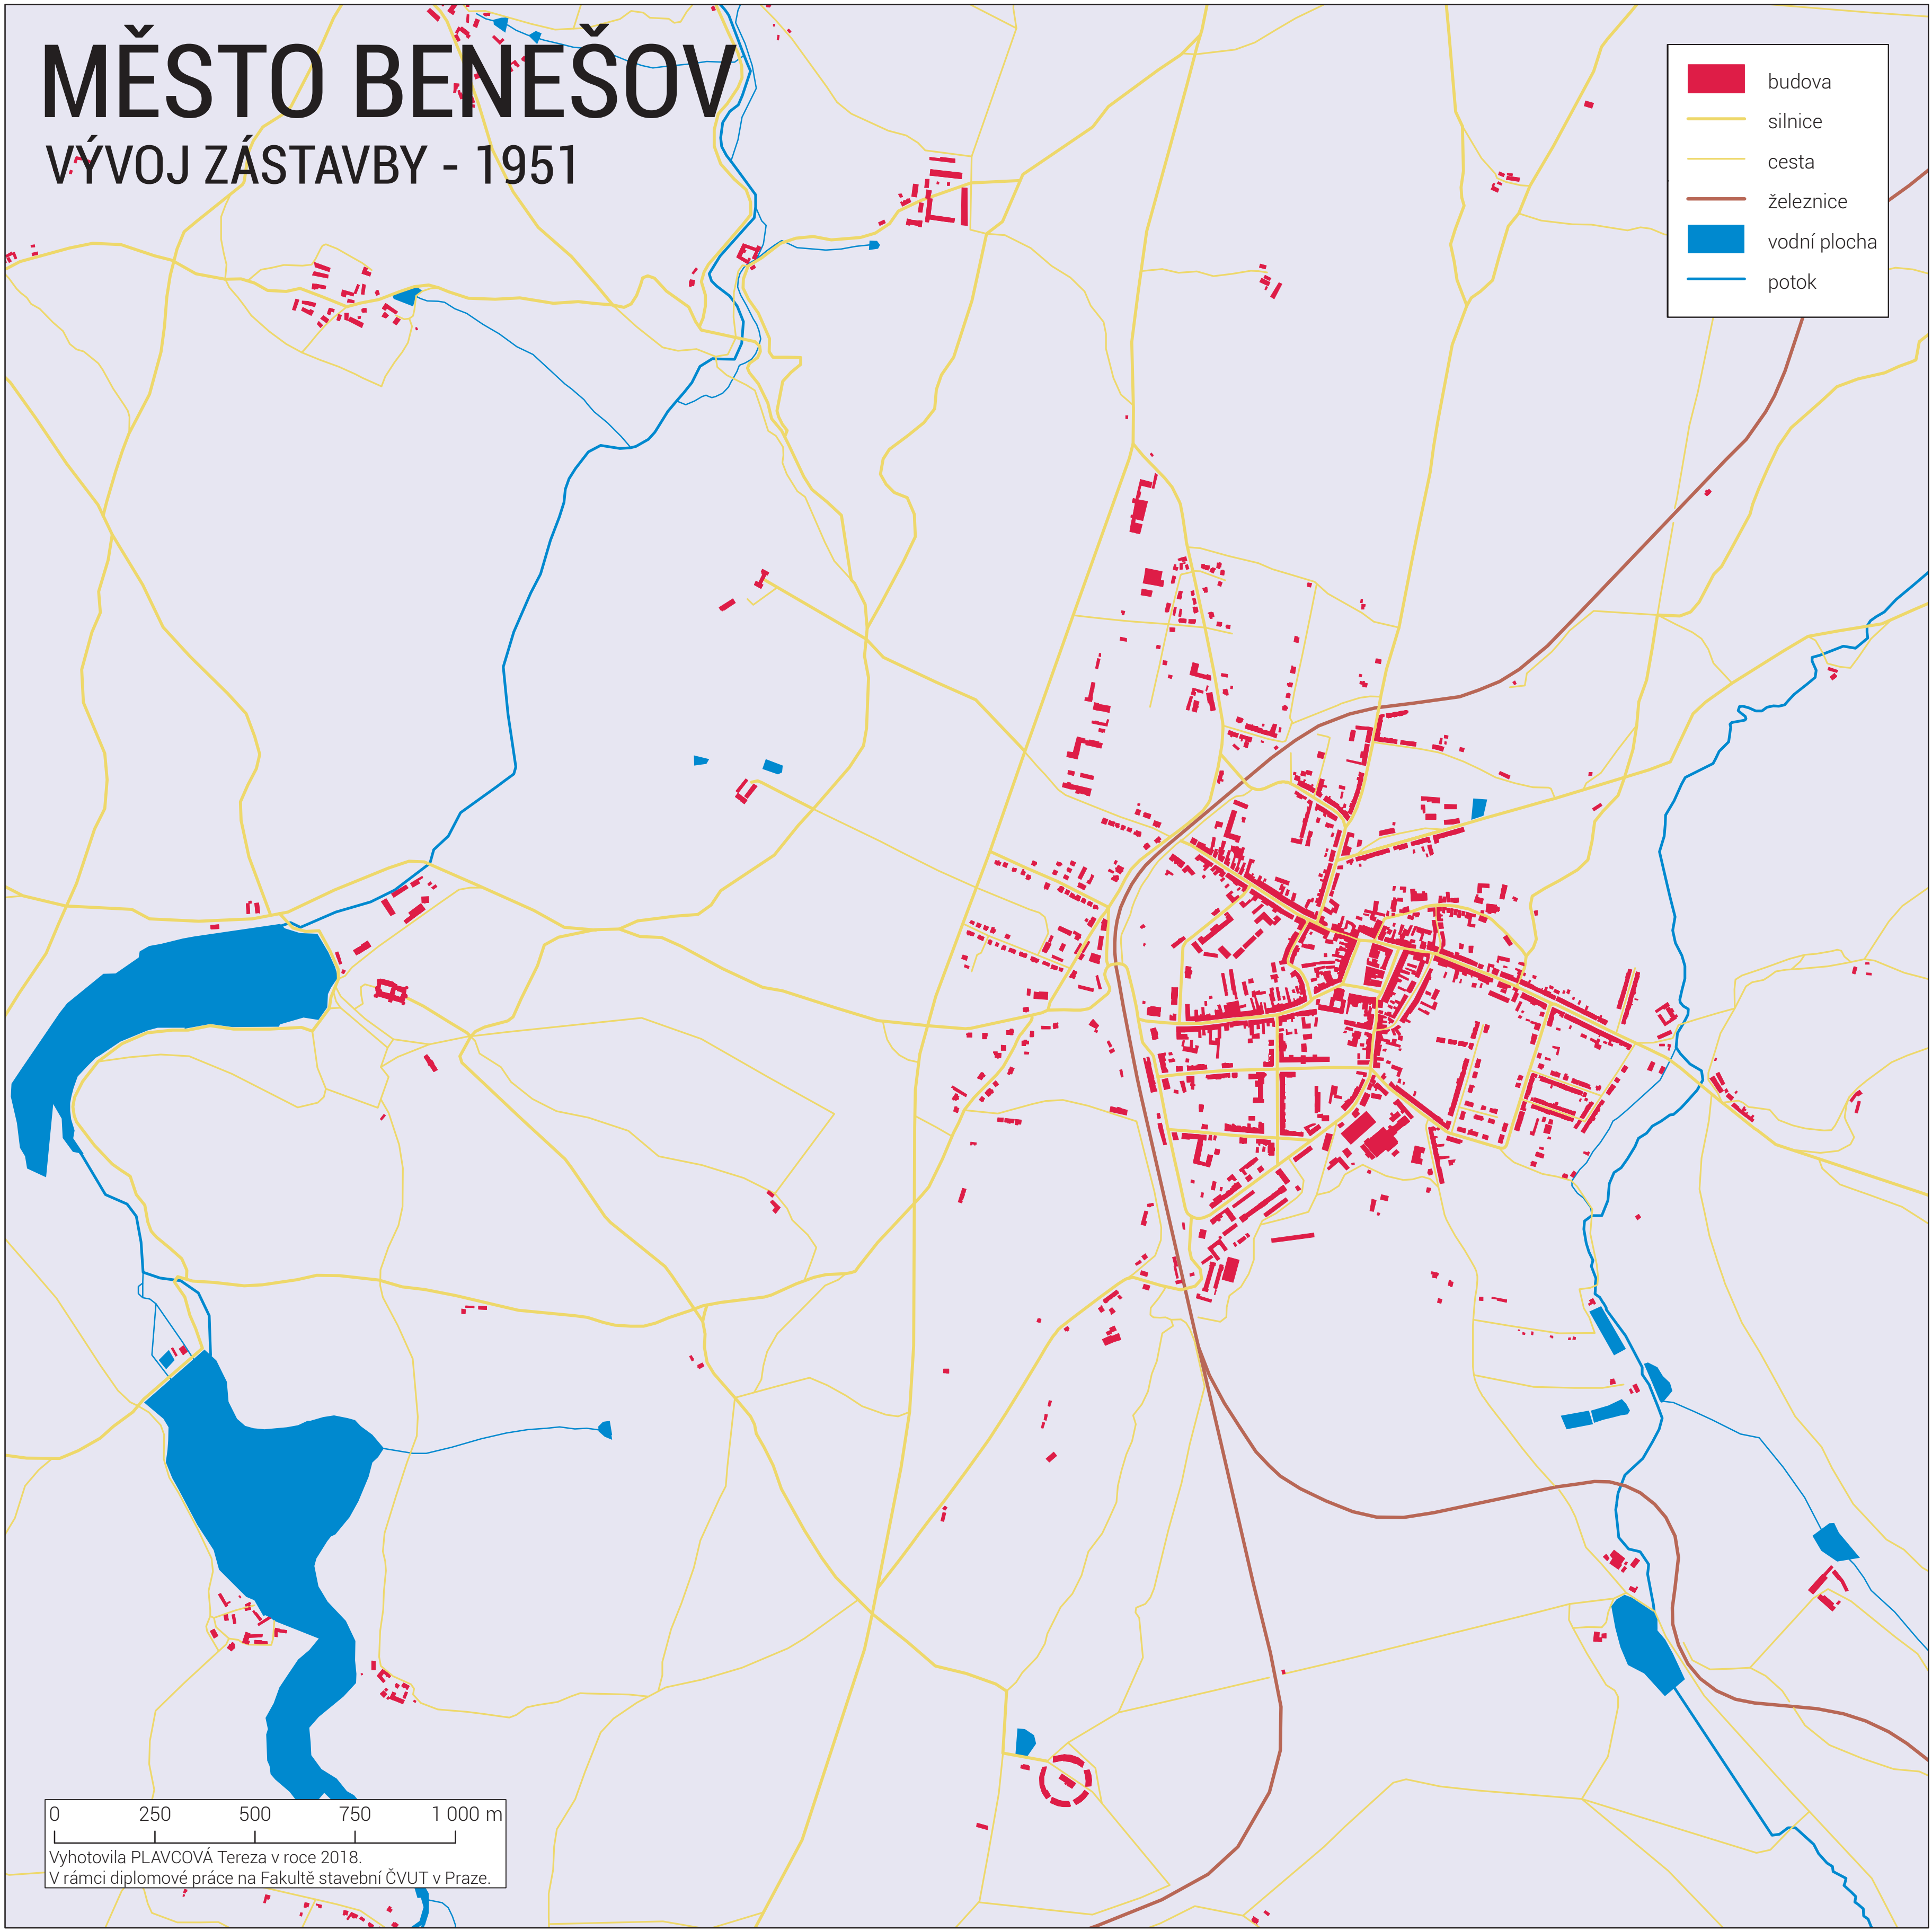 MĚSTO BENEŠOV
VÝVOJ ZÁSTAVBY - 1951
budova
silnice
cesta
železnice
vodní plocha
potok
0 250 500 750 1 000 m
Vyhotovila PLAVCOVÁ Tereza v roce 2018.
V rámci diplomové práce na Fakultě stavební ČVUT v Praze.